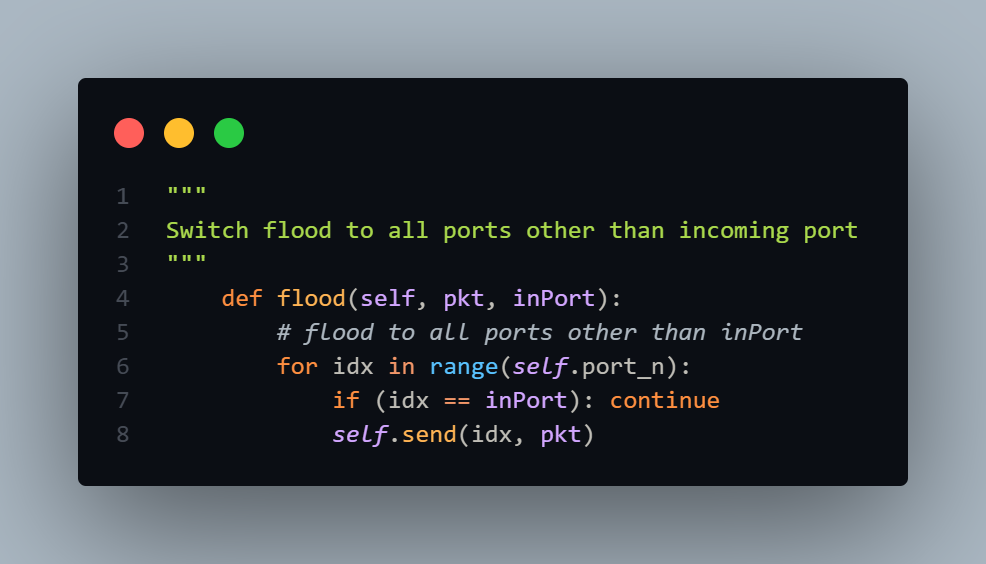 1 """
2 Switch flood to all ports other than incoming port
3 """
4     def flood(self, pkt, inPort):
5         # flood to all ports other than inPort
6         for idx in range(self.port_n):
7             if (idx == inPort): continue
8             self.send(idx, pkt)